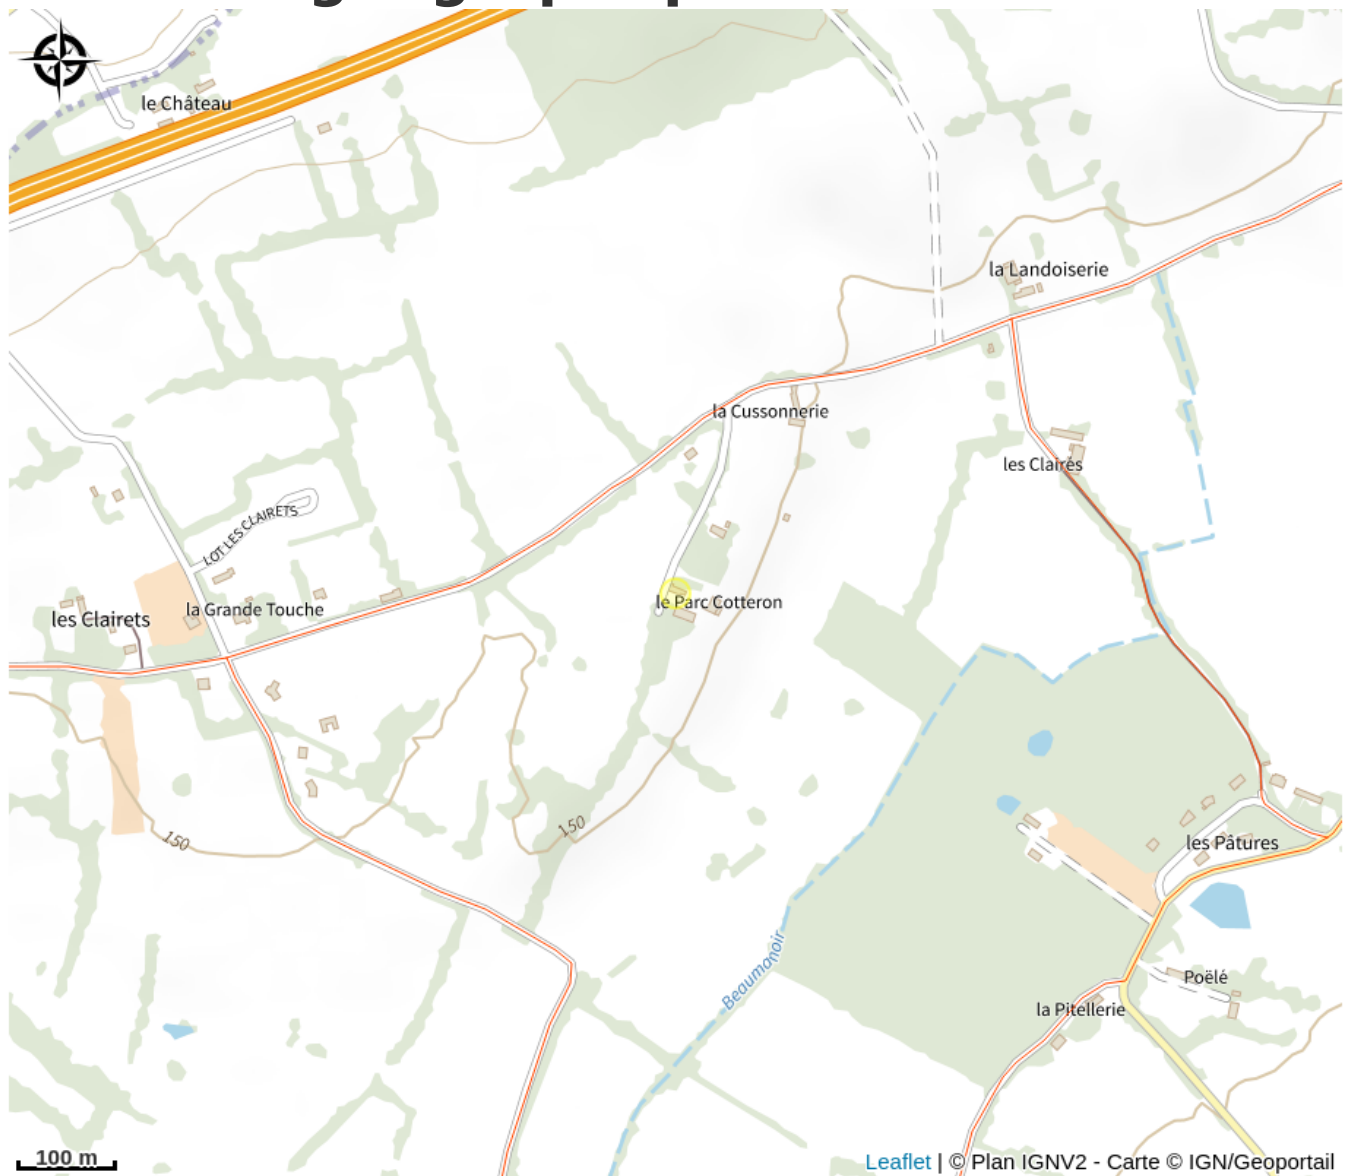 le Château
la Landoiserie
la Cussonnerie
les Claires
LOT LES CLAIRETS
le Parc Cotteron
la Grande Touche
les Clairets
150
150
les Pâtures
Beaumanoir
Poëlé
la Pitellerie
100 m
Leaflet | © Plan IGNV2 - Carte © IGN/Geoportail